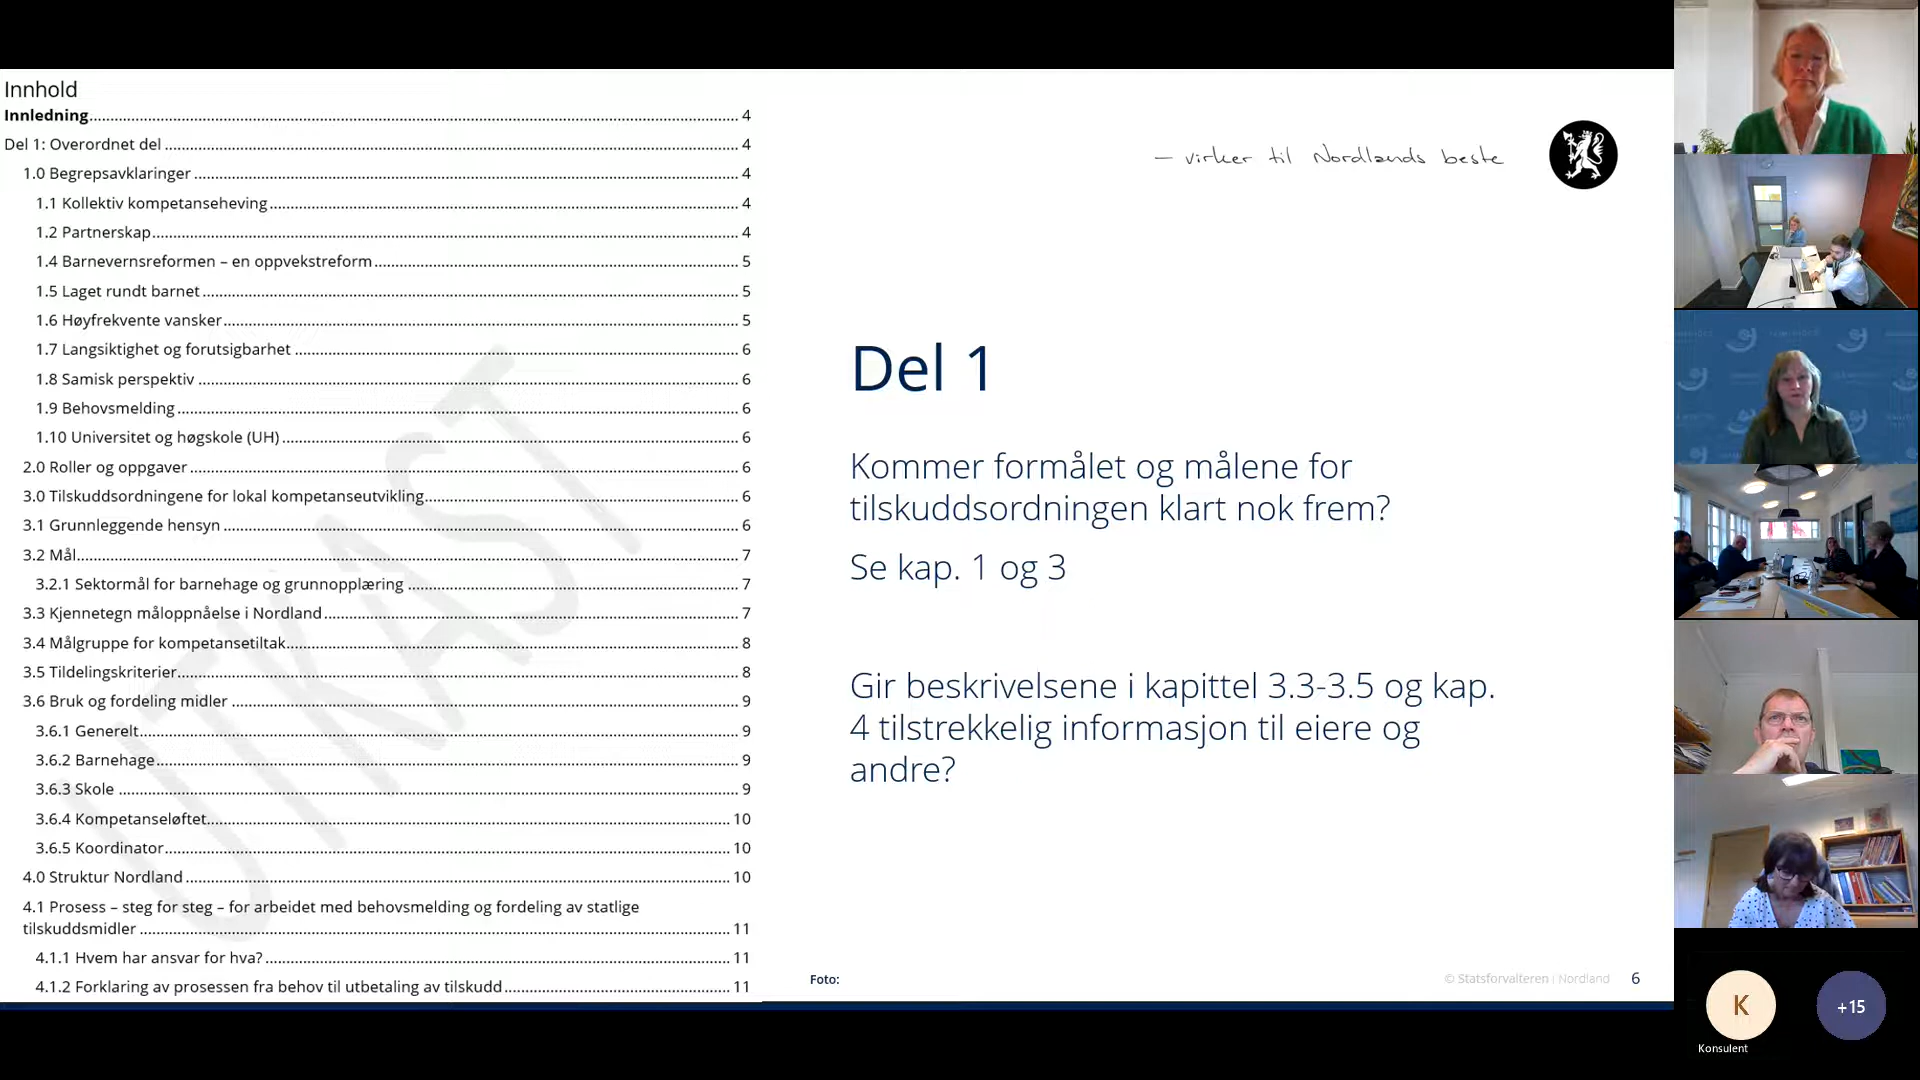 Innhold
Innledning 4
Del 1: Overordnet del 4
1.0 Begrepsavklaringer 4
1.1 Kollektiv kompetanseheving 4
1.2 Partnerskap 4
1.4 Barnevernsreformen – en oppvekstreform 5
1.5 Laget rundt barnet 5
1.6 Høyfrekvente vansker 5
1.7 Langsiktighet og forutsigbarhet 6
1.8 Samisk perspektiv 6
1.9 Behovsmelding 6
1.10 Universitet og høgskole (UH) 6
2.0 Roller og oppgaver 6
3.0 Tilskuddsordningene for lokal kompetanseutvikling 6
3.1 Grunnleggende hensyn 6
3.2 Mål 7
3.2.1 Sektormål for barnehage og grunnopplæring 7
3.3 Kjennetegn måloppnåelse i Nordland 7
3.4 Målgruppe for kompetansetiltak 8
3.5 Tildelingskriterier 8
3.6 Bruk og fordeling midler 9
3.6.1 Generelt 9
3.6.2 Barnehage 9
3.6.3 Skole 9
3.6.4 Kompetanseløftet 10
3.6.5 Koordinator 10
4.0 Struktur Nordland 10
4.1 Prosess – steg for steg – for arbeidet med behovsmelding og fordeling av statlige
tilskuddsmidler 11
4.1.1 Hvem har ansvar for hva? 11
4.1.2 Forklaring av prosessen fra behov til utbetaling av tilskudd 11
UTKAST
– virker til Nordlands beste
Del 1
Kommer formålet og målene for
tilskuddsordningen klart nok frem?
Se kap. 1 og 3
Gir beskrivelsene i kapittel 3.3-3.5 og kap.
4 tilstrekkelig informasjon til eiere og
andre?
Foto:
© Statsforvalteren | Nordland
6
K
Konsulent
+15